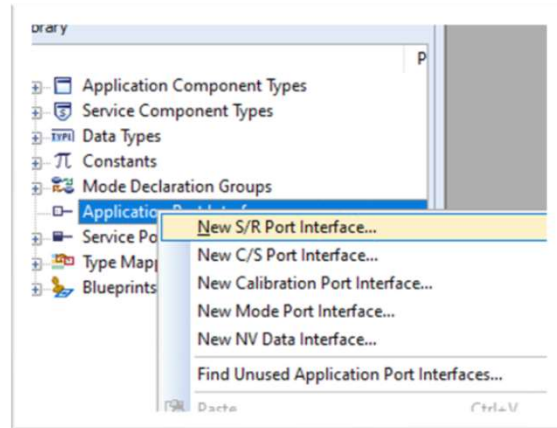 P
Application Component Types
Service Component Types
TYPE Data Types
π Constants
Mode Declaration Groups
Application
New S/R Port Interface...
Service Po
New C/S Port Interface...
Type Mapp
New Calibration Port Interface...
Blueprints
New Mode Port Interface...
New NV Data Interface...
Find Unused Application Port Interfaces...
Paste Ctrl+V